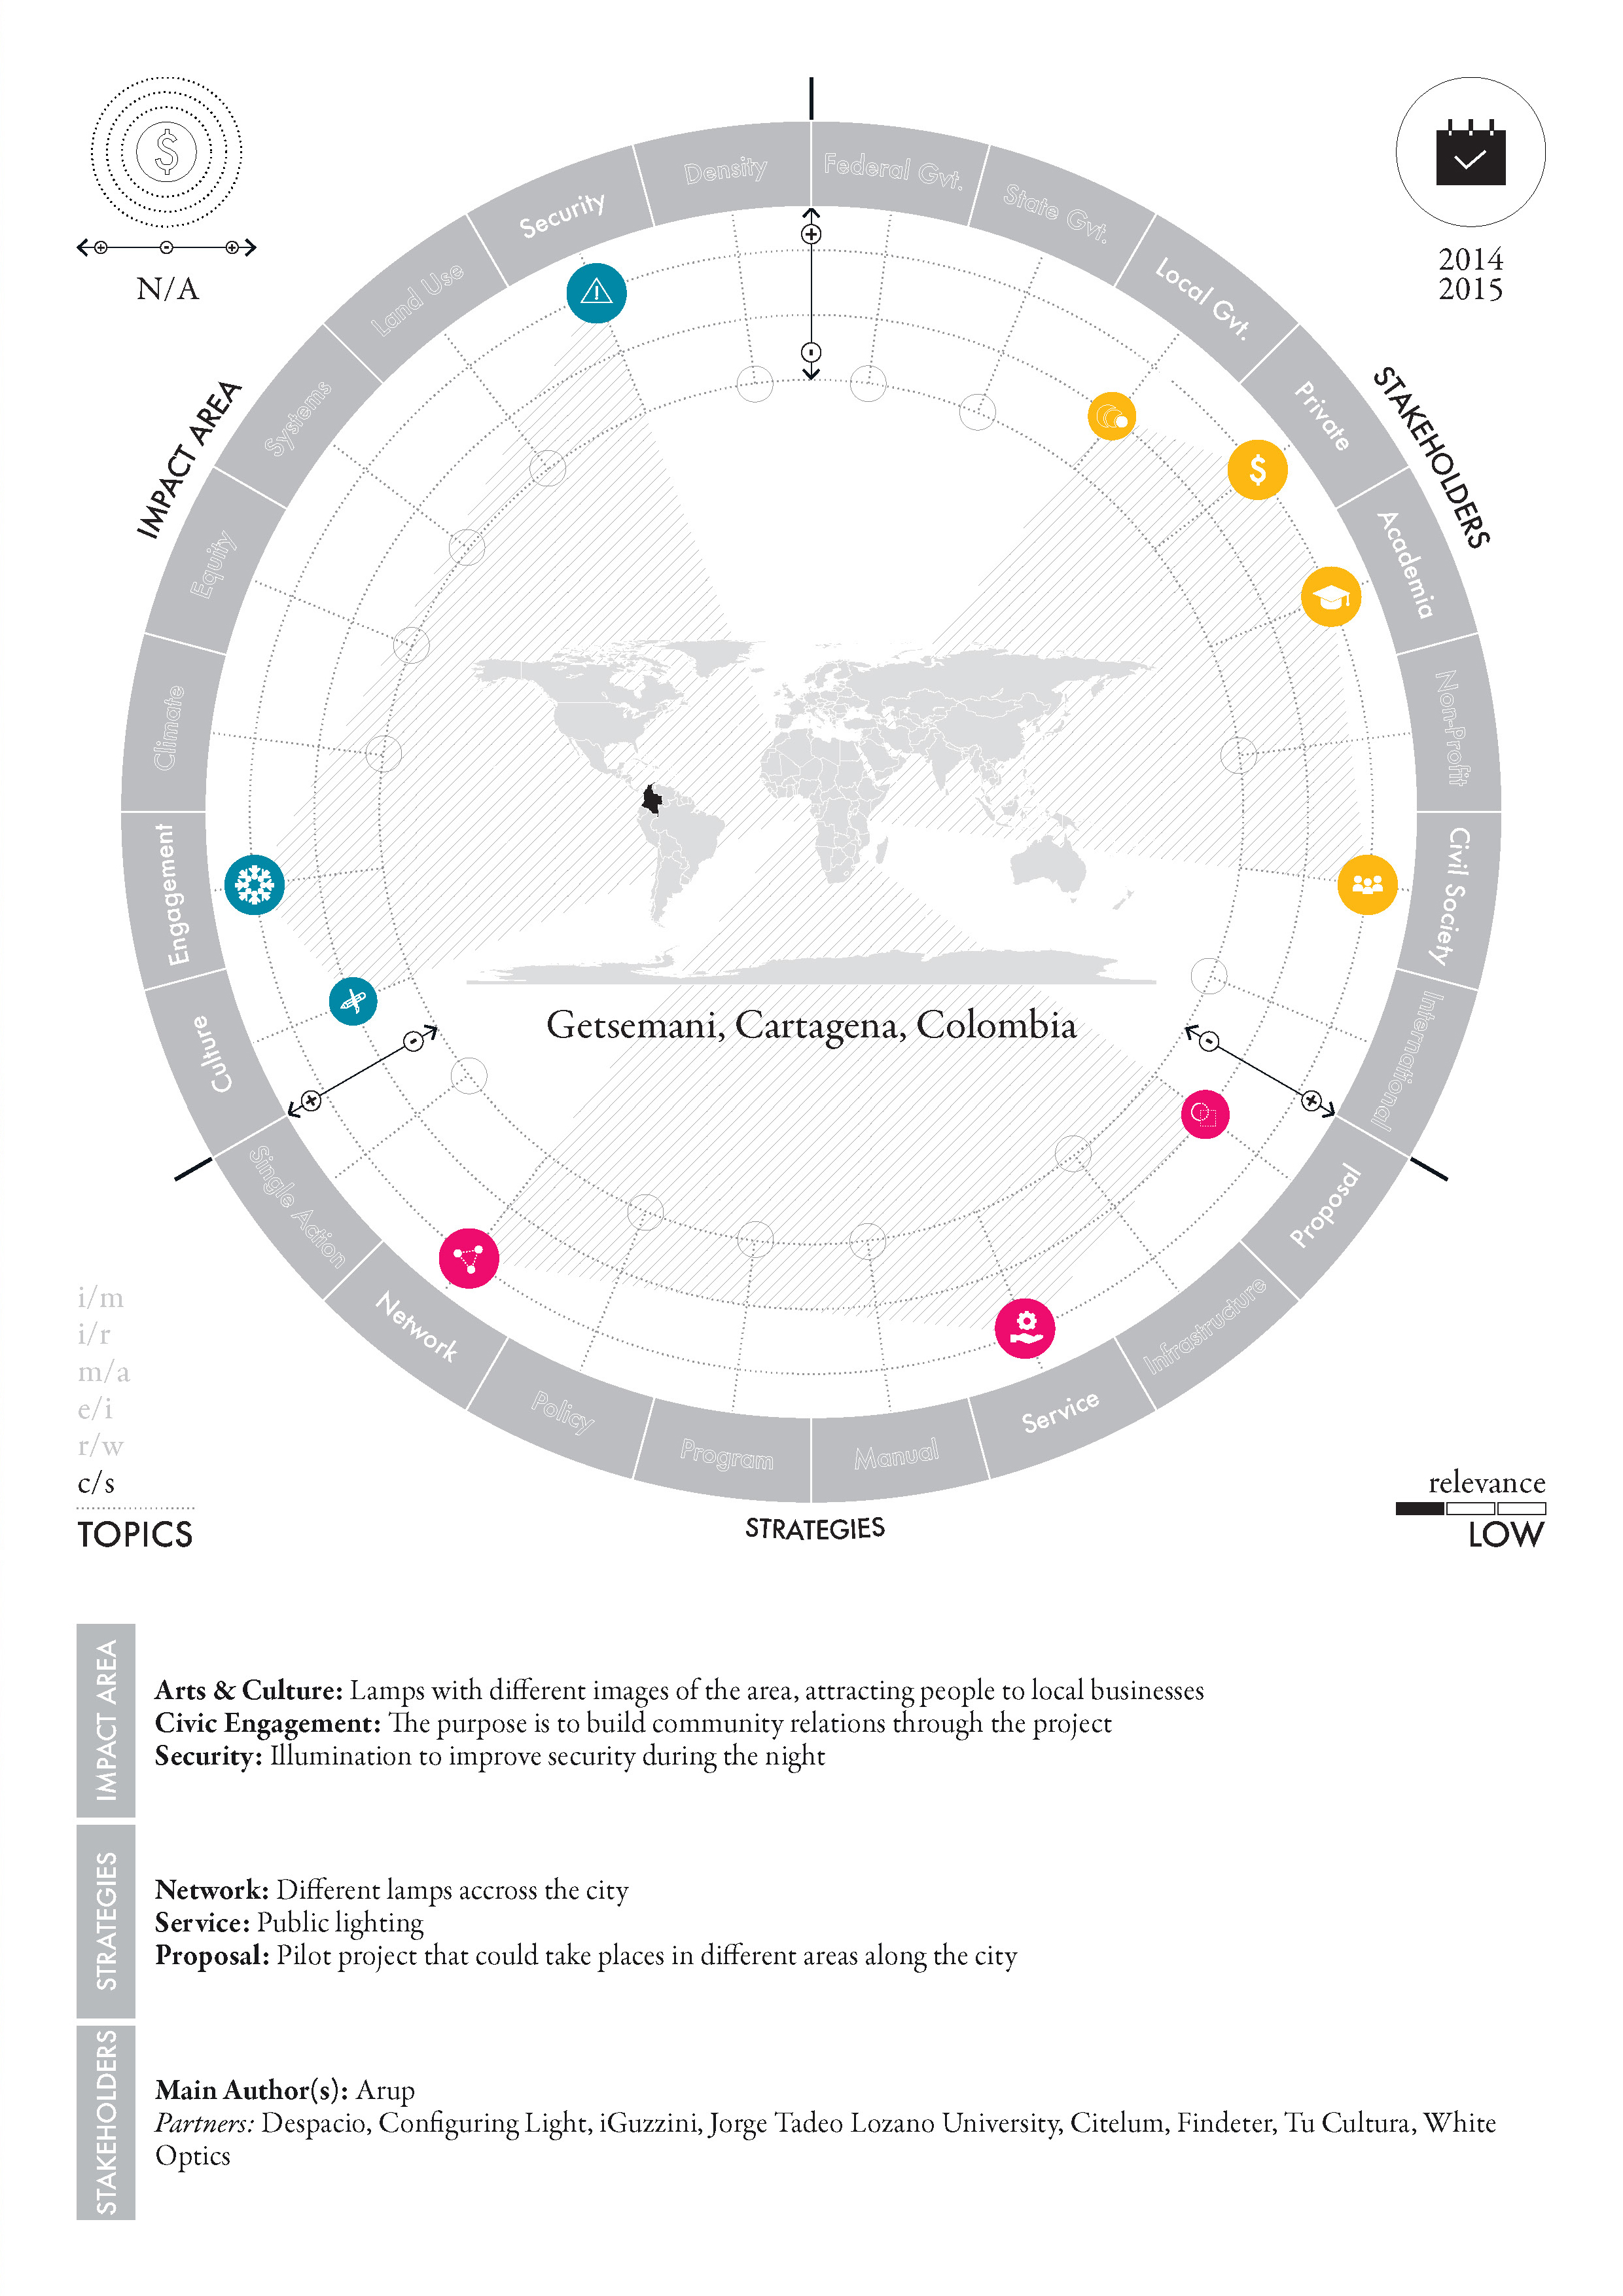 $
N/A
2014
2015
IMPACT AREA
STAKEHOLDERS
Density
Federal Gvt.
State Gvt.
Local Gvt.
Private
Academia
Non-Profit
Civil Society
International
Proposal
Infrastructure
Service
Manual
Program
Policy
Network
Single Action
Culture
Engagement
Climate
Equity
Systems
Land Use
Security
$
Getsemani, Cartagena, Colombia
i/m
i/r
m/a
e/i
r/w
c/s
TOPICS
STRATEGIES
relevance
LOW
IMPACT AREA
Arts & Culture: Lamps with different images of the area, attracting people to local businesses
Civic Engagement: The purpose is to build community relations through the project
Security: Illumination to improve security during the night
STRATEGIES
Network: Different lamps accross the city
Service: Public lighting
Proposal: Pilot project that could take places in different areas along the city
STAKEHOLDERS
Main Author(s): Arup
Partners: Despacio, Configuring Light, iGuzzini, Jorge Tadeo Lozano University, Citelum, Findeter, Tu Cultura, White
Optics